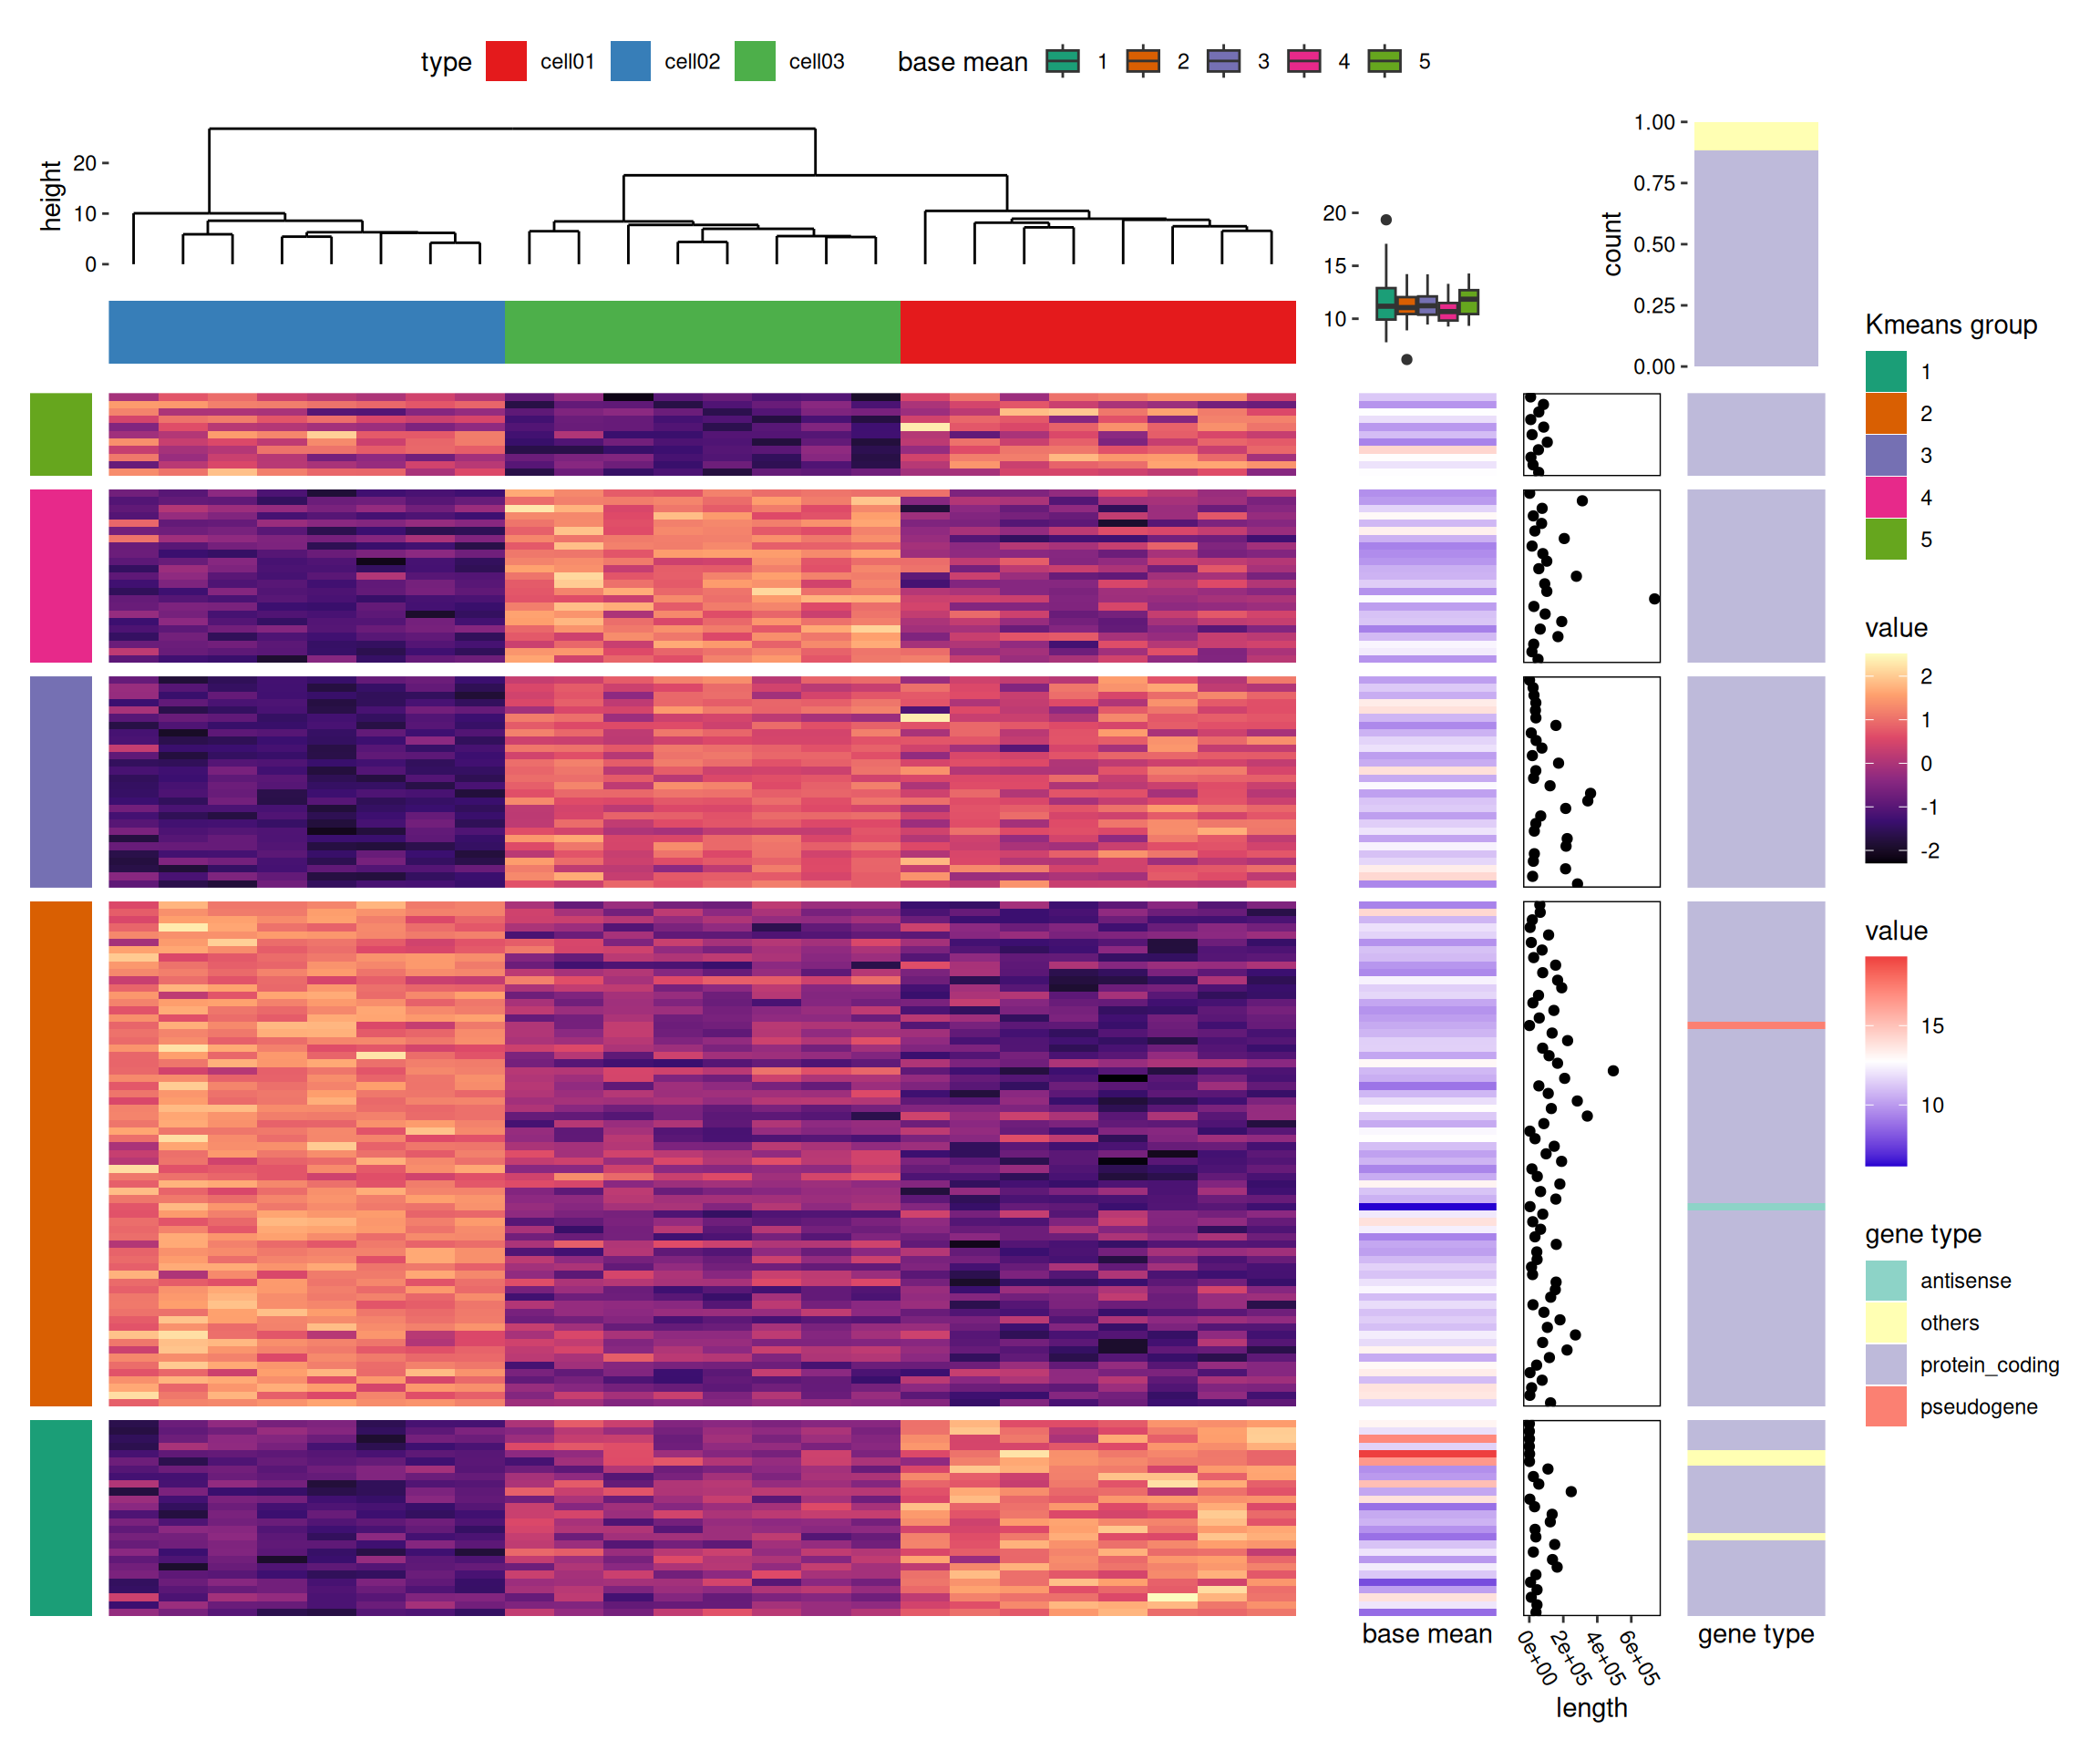 type cell01 cell02 cell03 base mean 1 2 3 4 5
height
20
10
0
20
15
10
count
1.00
0.75
0.50
0.25
0.00
Kmeans group
1
2
3
4
5
value
2
1
0
-1
-2
value
15
10
gene type
antisense
others
protein_coding
pseudogene
base mean
0e+00 2e+05 4e+05 6e+05
length
gene type